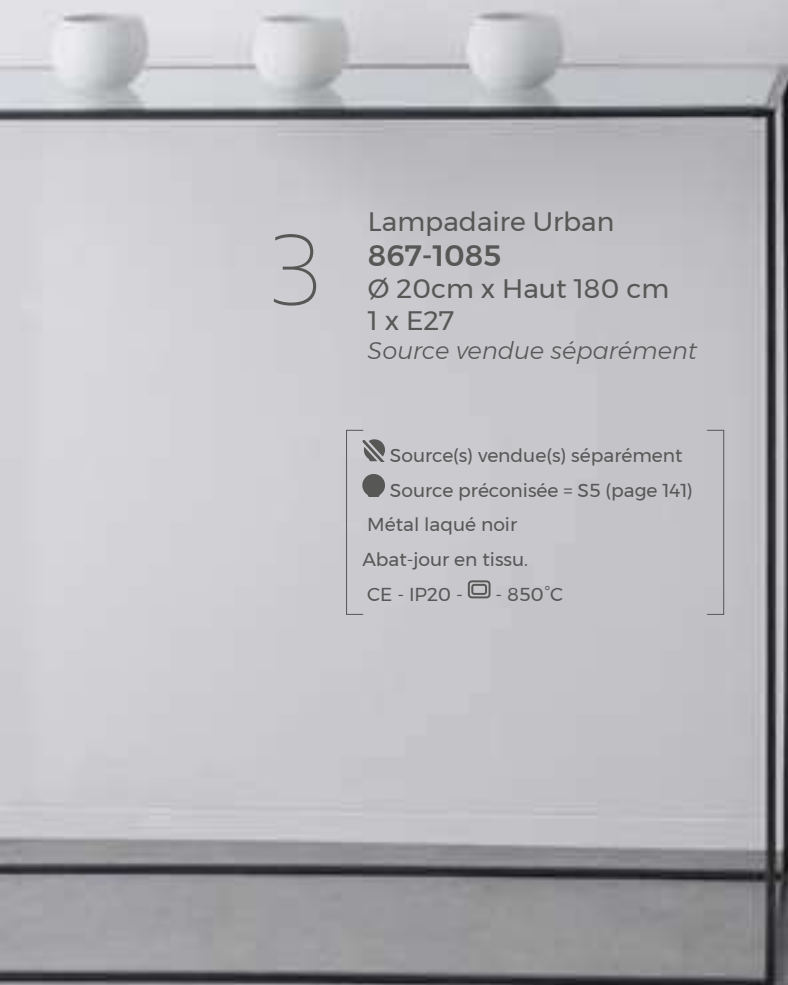 3
Lampadaire Urban
867-1085
Ø 20cm x Haut 180 cm
1 x E27
Source vendue séparément
Source(s) vendue(s) séparément
Source préconisée = S5 (page 141)
Métal laqué noir
Abat-jour en tissu.
CE - IP20 - - 850°C